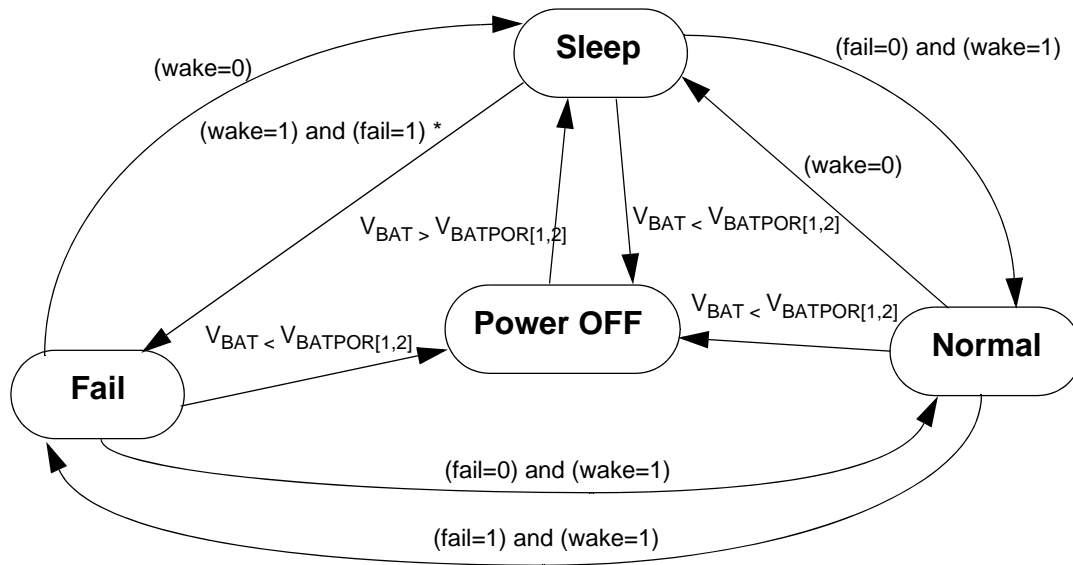 Sleep
(fail=0) and (wake=1)
(wake=0)
(wake=1) and (fail=1) *
(wake=0)
VBAT > VBATPOR[1,2]
VBAT < VBATPOR[1,2]
Power OFF
VBAT < VBATPOR[1,2]
Normal
VBAT < VBATPOR[1,2]
Fail
(fail=0) and (wake=1)
(fail=1) and (wake=1)